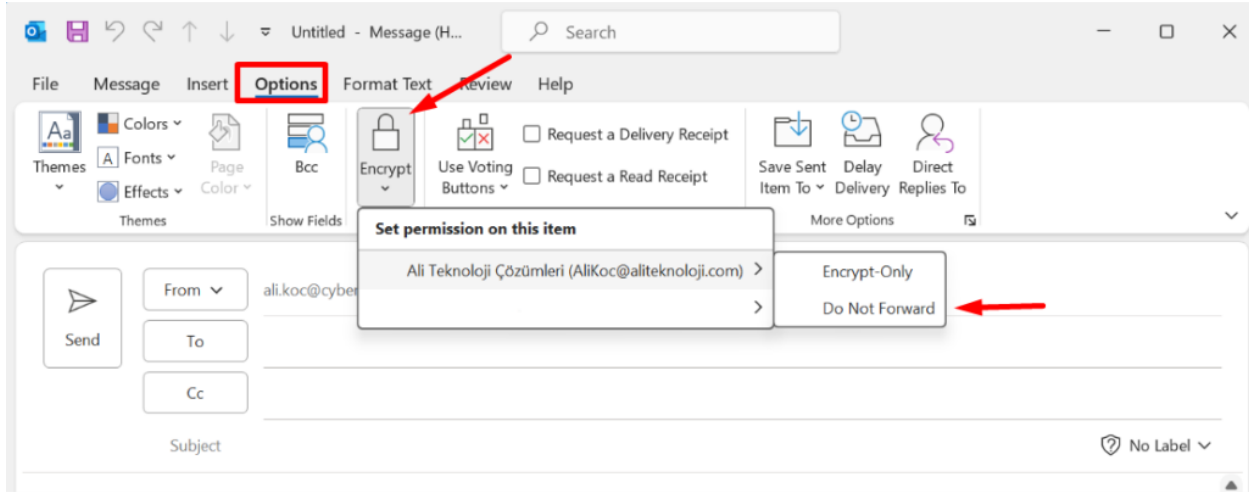 Untitled - Message (H...
Search
File Message Insert Options Format Text Review Help
Aa
Themes
Colors
A Fonts
Effects
Page Color
Themes
Bcc
Show Fields
Encrypt
Use Voting Buttons
Request a Delivery Receipt
Request a Read Receipt
Save Sent Item To
Delay Delivery
Direct Replies To
More Options
Set permission on this item
Ali Teknoloji Çözümleri (AliKoc@aliteknoloji.com)
Encrypt-Only
Do Not Forward
Send
From
ali.koc@cyber
To
Cc
Subject
No Label